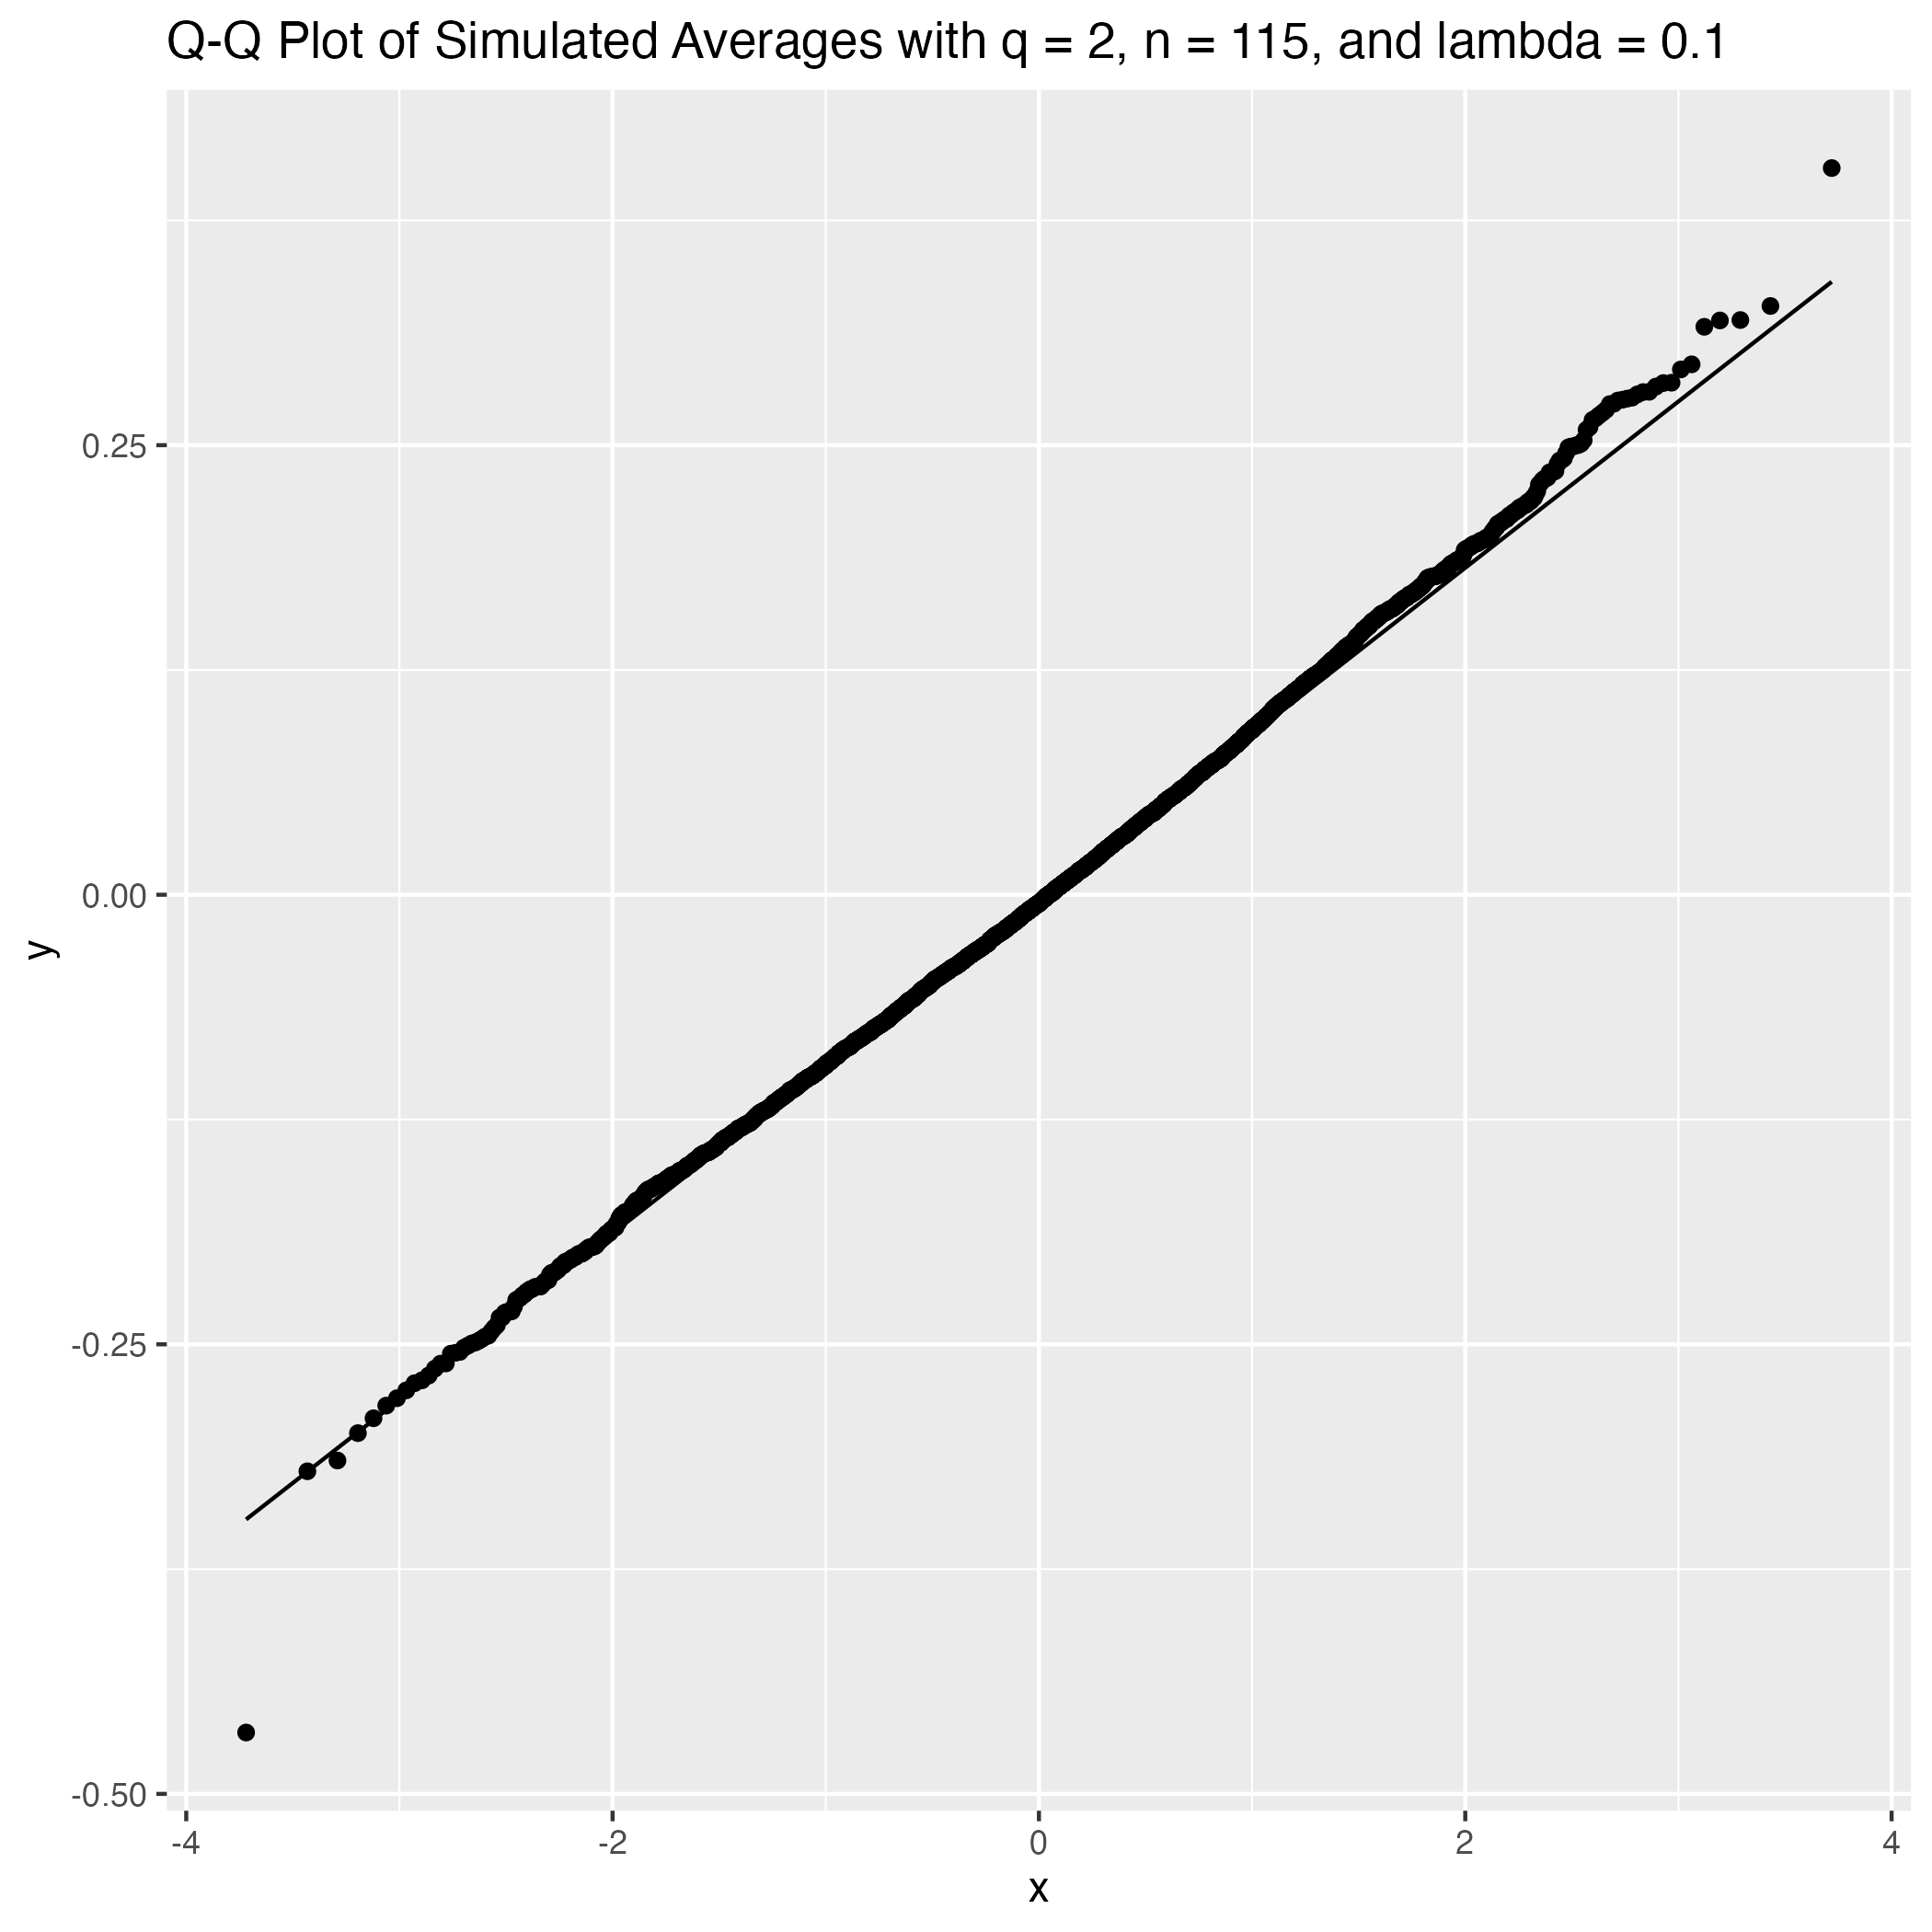 Q-Q Plot of Simulated Averages with q = 2, n = 115, and lambda = 0.1
0.25
0.00
-0.25
-0.50
y
-4 -2 0 2 4
x